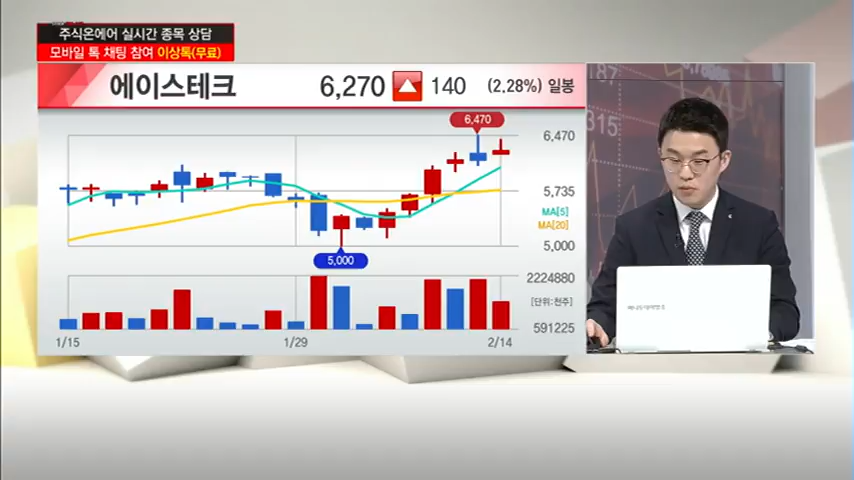 주식온에어 실시간 종목 상담
모바일 톡 채팅 참여 이상톡(무료)
에이스테크 6,270 140 (2.28%) 일봉
6,470
6,470
5,735
MA[5]
MA[20]
5,000
5,000
2224880
[단위:천주]
591225
1/15 1/29 2/14
187
315